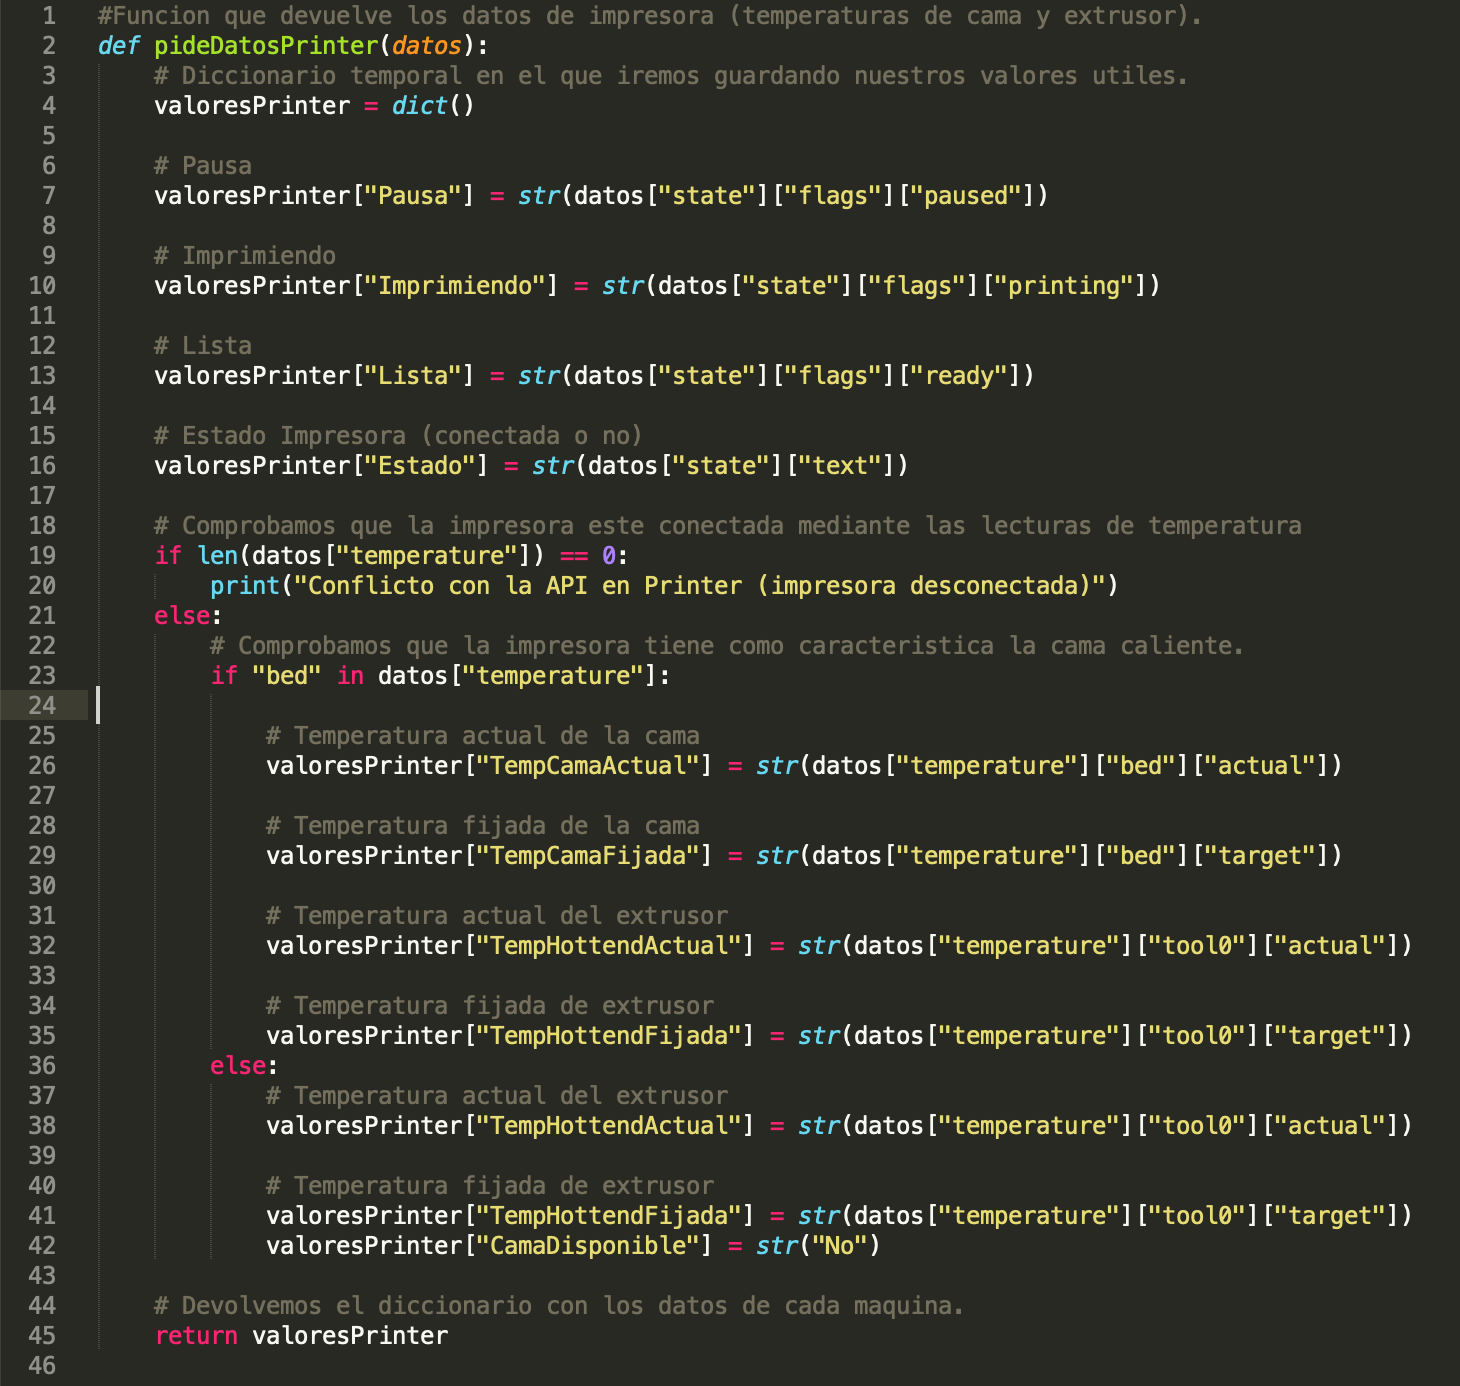 1 #Funcion que devuelve los datos de impresora (temperaturas de cama y extrusor).
2 def pideDatosPrinter(datos):
3     # Diccionario temporal en el que iremos guardando nuestros valores utiles.
4     valoresPrinter = dict()
5
6     # Pausa
7     valoresPrinter["Pausa"] = str(datos["state"]["flags"]["paused"])
8
9     # Imprimiendo
10     valoresPrinter["Imprimiendo"] = str(datos["state"]["flags"]["printing"])
11
12     # Lista
13     valoresPrinter["Lista"] = str(datos["state"]["flags"]["ready"])
14
15     # Estado Impresora (conectada o no)
16     valoresPrinter["Estado"] = str(datos["state"]["text"])
17
18     # Comprobamos que la impresora este conectada mediante las lecturas de temperatura
19     if len(datos["temperature"]) == 0:
20         print("Conflicto con la API en Printer (impresora desconectada)")
21     else:
22         # Comprobamos que la impresora tiene como caracteristica la cama caliente.
23         if "bed" in datos["temperature"]:
24
25             # Temperatura actual de la cama
26             valoresPrinter["TempCamaActual"] = str(datos["temperature"]["bed"]["actual"])
27
28             # Temperatura fijada de la cama
29             valoresPrinter["TempCamaFijada"] = str(datos["temperature"]["bed"]["target"])
30
31             # Temperatura actual del extrusor
32             valoresPrinter["TempHottendActual"] = str(datos["temperature"]["tool0"]["actual"])
33
34             # Temperatura fijada de extrusor
35             valoresPrinter["TempHottendFijada"] = str(datos["temperature"]["tool0"]["target"])
36         else:
37             # Temperatura actual del extrusor
38             valoresPrinter["TempHottendActual"] = str(datos["temperature"]["tool0"]["actual"])
39
40             # Temperatura fijada de extrusor
41             valoresPrinter["TempHottendFijada"] = str(datos["temperature"]["tool0"]["target"])
42             valoresPrinter["CamaDisponible"] = str("No")
43
44     # Devolvemos el diccionario con los datos de cada maquina.
45     return valoresPrinter
46